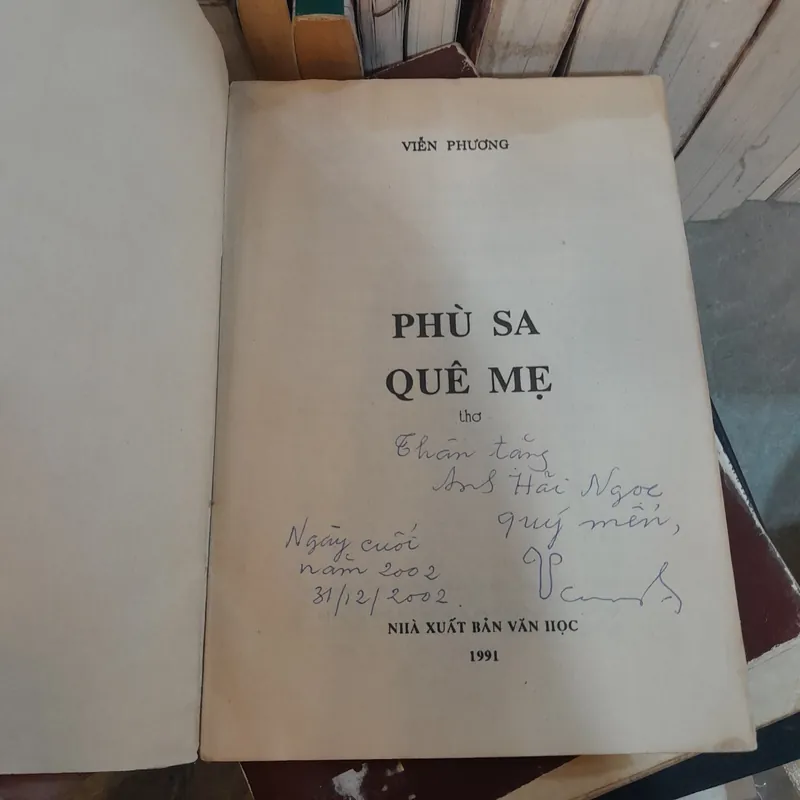 VIỄN PHƯƠNG
PHÙ SA
QUÊ MẸ
thơ
Thân tặng
Anh Hải Ngọc
quý mến,
Ngày cuối
năm 2002
31/12/2002.
NHÀ XUẤT BẢN VĂN HỌC
1991